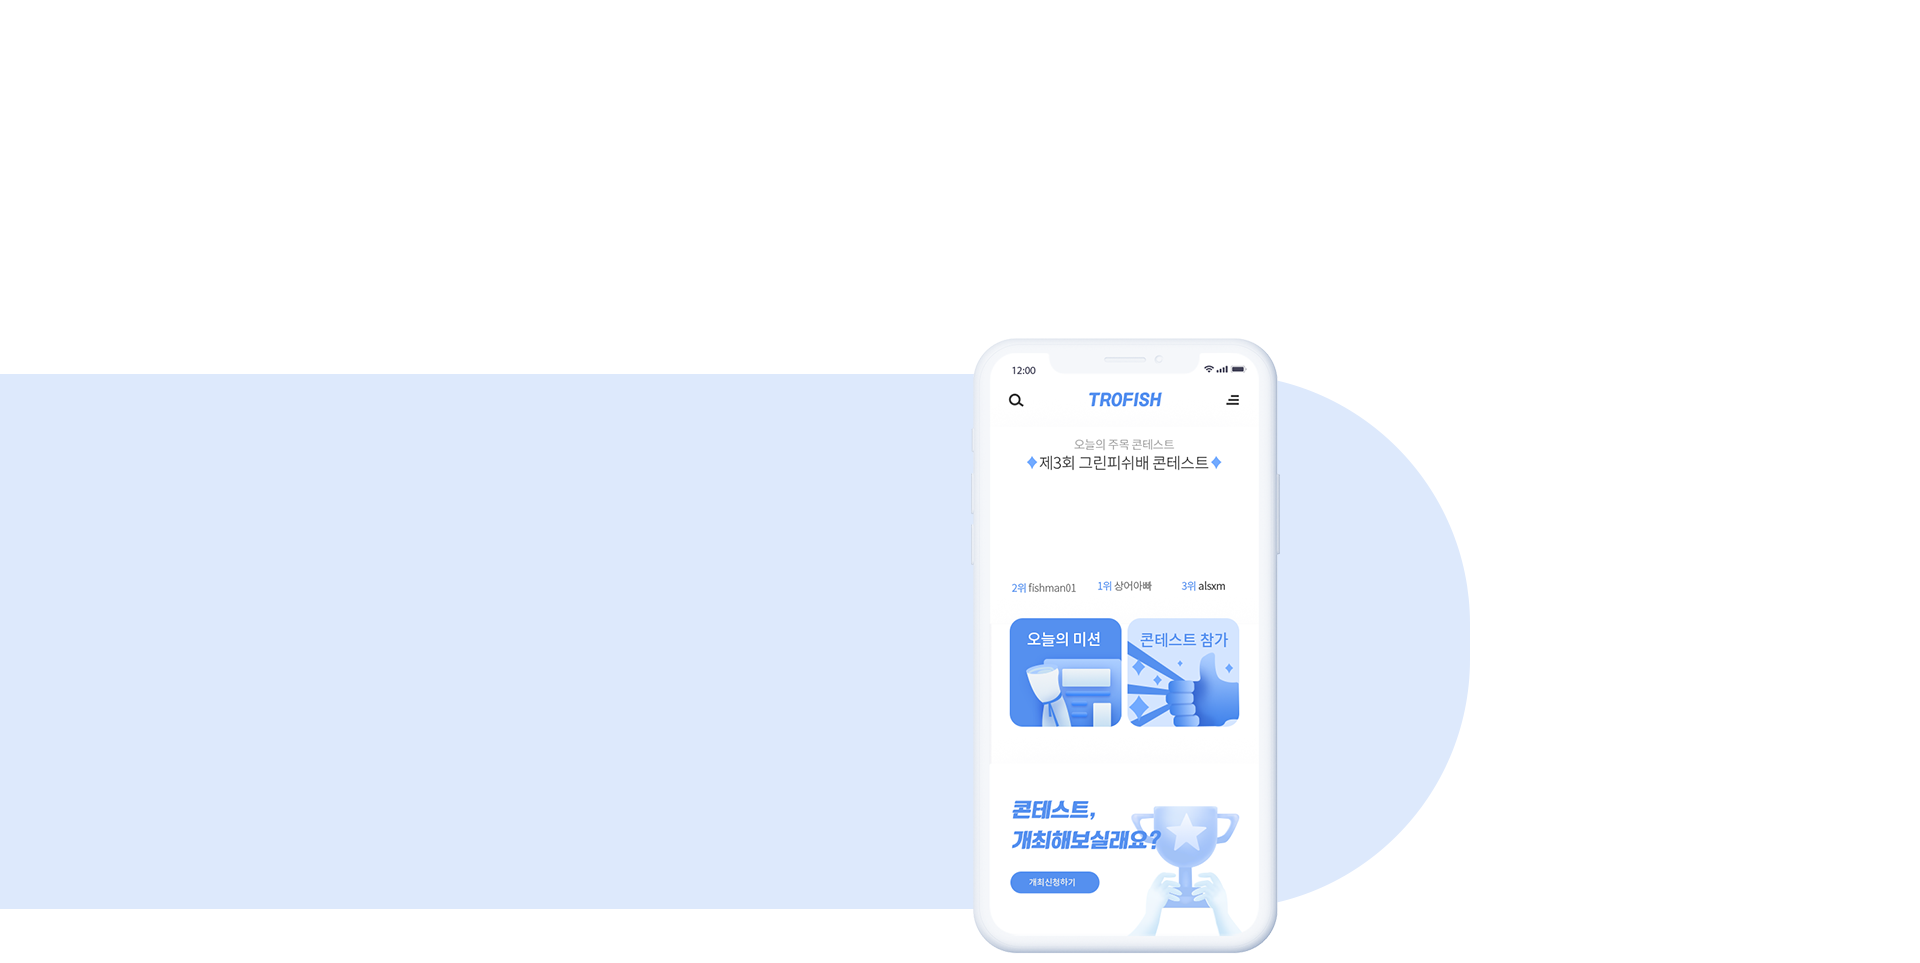 12:00
TROFISH
오늘의 주목 콘테스트
제3회 그린피쉬배 콘테스트
2위 fishman01
1위 상어아빠
3위 alsxm
오늘의 미션
콘테스트 참가
콘테스트,
개최해보실래요?
개최신청하기